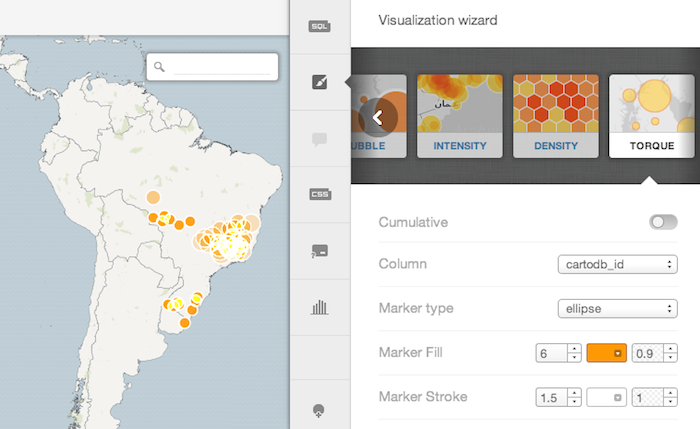 SQL
CSS
Visualization wizard
UBBLE
INTENSITY
DENSITY
TORQUE
Cumulative
Column
cartodb_id
Marker type
ellipse
Marker Fill
6
0.9
Marker Stroke
1.5
1